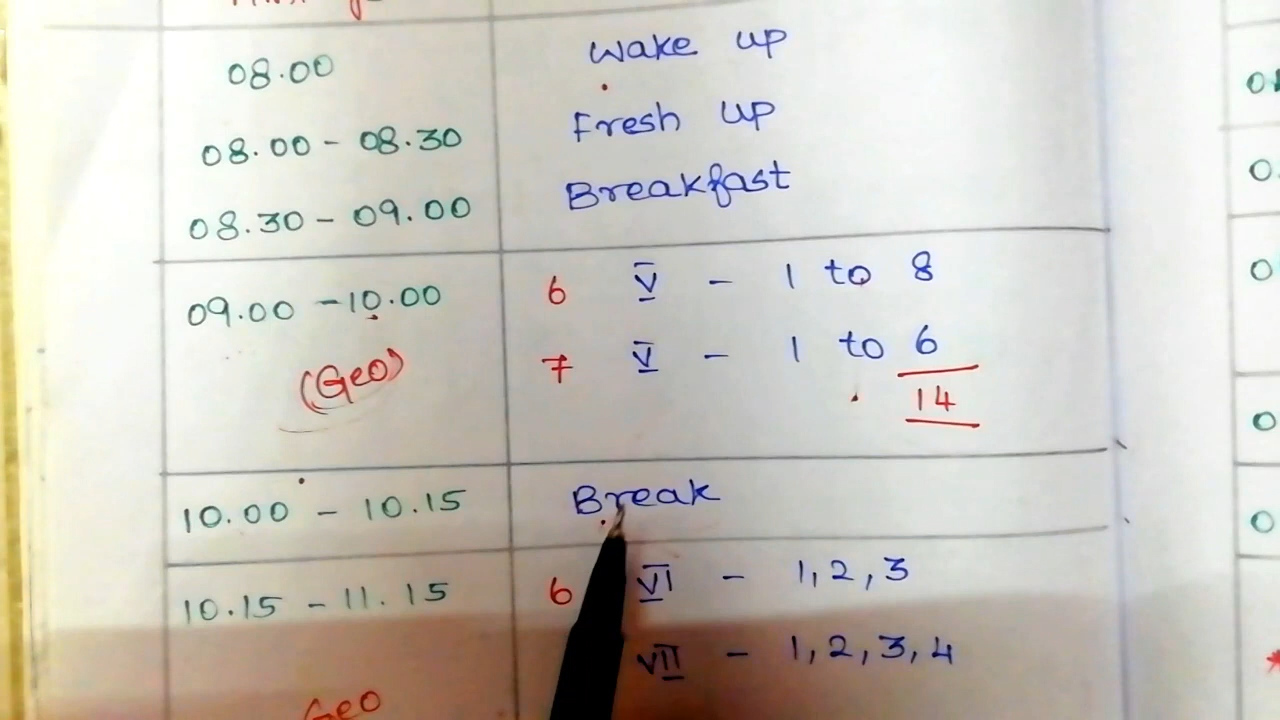 08.00 Wake up
08.00 - 08.30 Fresh up
08.30 - 09.00 Breakfast
09.00 - 10.00 6 V - 1 to 8
(Geo) 7 V - 1 to 6
14
10.00 - 10.15 Break
10.15 - 11.15 6 VI - 1, 2, 3
VII - 1, 2, 3, 4
Geo